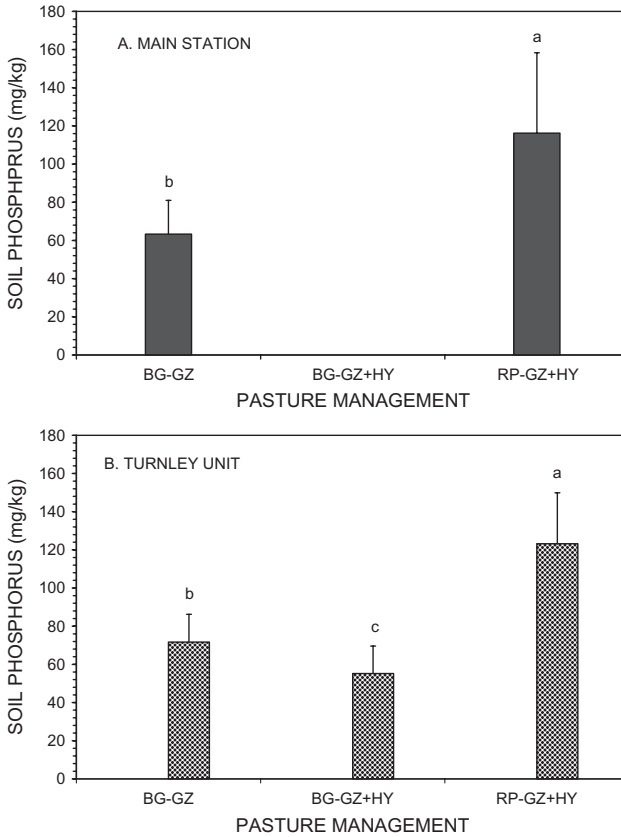 180
160
A. MAIN STATION
a
140
120
100
b
80
60
40
20
0
SOIL PHOSPHPRUS (mg/kg)
BG-GZ BG-GZ+HY RP-GZ+HY
PASTURE MANAGEMENT
180
160
B. TURNLEY UNIT
a
140
120
100
b
80
c
60
40
20
0
SOIL PHOSPHORUS (mg/kg)
BG-GZ BG-GZ+HY RP-GZ+HY
PASTURE MANAGEMENT